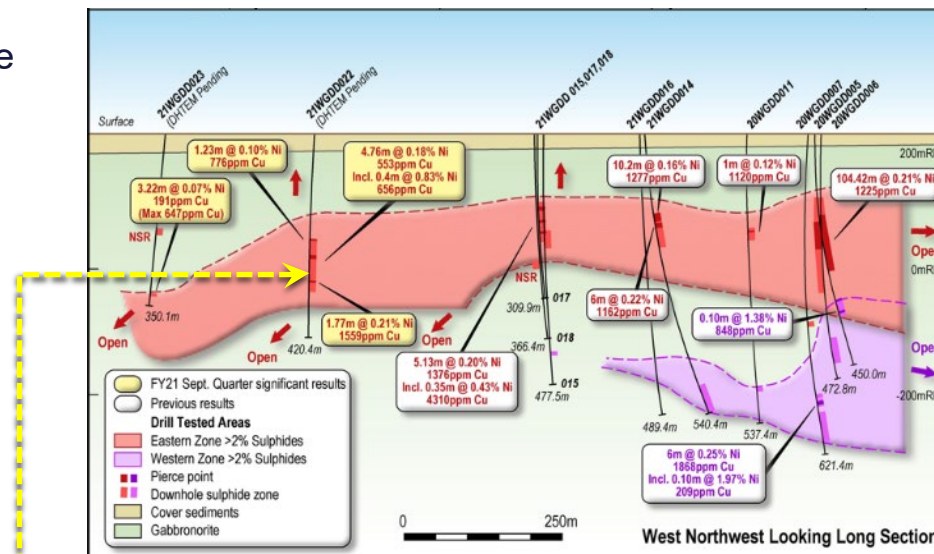 e
21WGDD023
(DHTEM Pending
21WGDD022
(DHTEM Pending
21WGDD 015,017,018
21WGDD016
21WGDD014
20WGDD011
20WGDD007
20WGDD005
20WGDD006
Surface
200mRl
1.23m @ 0.10% Ni
776ppm Cu
4.76m @ 0.18% Ni
553ppm Cu
Incl. 0.4m @ 0.83% Ni
656ppm Cu
10.2m @ 0.16% Ni
1277ppm Cu
1m @ 0.12% Ni
1120ppm Cu
104.42m @ 0.21% Ni
1225ppm Cu
3.22m @ 0.07% Ni
191ppm Cu
(Max 647ppm Cu)
NSR
Open
0mRl
NSR
350.1m
Open
1.77m @ 0.21% Ni
1559ppm Cu
420.4m
Open
Open
309.9m
017
366.4m
018
015
477.5m
6m @ 0.22% Ni
1162ppm Cu
0.10m @ 1.38% Ni
848ppm Cu
5.13m @ 0.20% Ni
1376ppm Cu
Incl. 0.35m @ 0.43% Ni
4310ppm Cu
Ope
450.0m
472.8m
-200mRl
489.4m
540.4m
537.4m
621.4m
6m @ 0.25% Ni
1868ppm Cu
Incl. 0.10m @ 1.97% Ni
209ppm Cu
FY21 Sept. Quarter significant results
Previous results
Drill Tested Areas
Eastern Zone >2% Sulphides
Western Zone >2% Sulphides
Pierce point
Downhole sulphide zone
Cover sediments
Gabbronorite
0
250m
West Northwest Looking Long Section